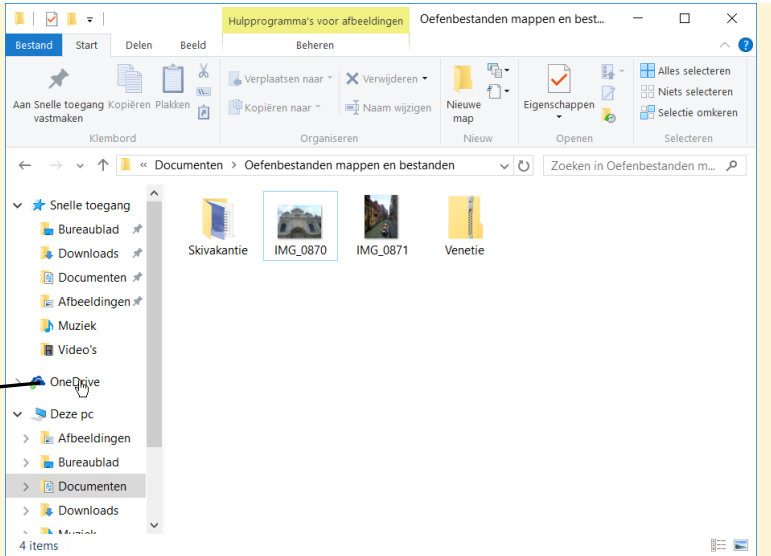 Hulpprogramma's voor afbeeldingen
Oefenbestanden mappen en best...
Bestand Start Delen Beeld Beheren
Aan Snelle toegang vastmaken
Kopiëren Plakken
Klembord
Verplaatsen naar
Kopiëren naar
Verwijderen
Naam wijzigen
Organiseren
Nieuwe map
Nieuw
Eigenschappen
Openen
Alles selecteren
Niets selecteren
Selectie omkeren
Selecteren
« Documenten > Oefenbestanden mappen en bestanden
Zoeken in Oefenbestanden m...
Snelle toegang
Bureaublad
Downloads
Documenten
Afbeeldingen
Muziek
Video's
OneDrive
Deze pc
Afbeeldingen
Bureaublad
Documenten
Downloads
Muziek
Skivakantie
IMG_0870
IMG_0871
Venetie
4 items